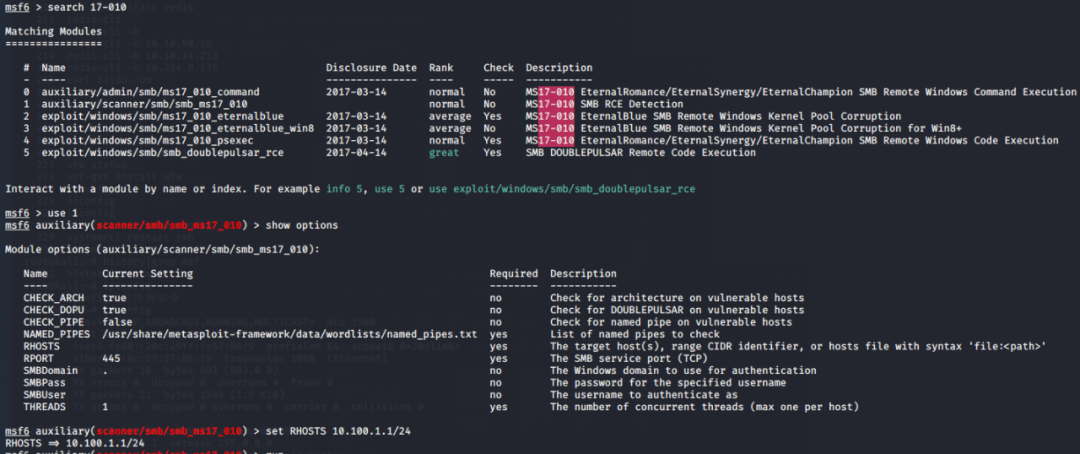 msf6 > search 17-010
Matching Modules
================
#  Name                                      Disclosure Date  Rank     Check  Description
-  ----                                      ---------------  ----     -----  -----------
0  auxiliary/admin/smb/ms17_010_command      2017-03-14       normal   No     MS17-010 EternalRomance/EternalSynergy/EternalChampion SMB Remote Windows Command Execution
1  auxiliary/scanner/smb/smb_ms17_010                         normal   No     MS17-010 SMB RCE Detection
2  exploit/windows/smb/ms17_010_eternalblue  2017-03-14       average  Yes    MS17-010 EternalBlue SMB Remote Windows Kernel Pool Corruption
3  exploit/windows/smb/ms17_010_eternalblue_win8  2017-03-14  average  No     MS17-010 EternalBlue SMB Remote Windows Kernel Pool Corruption for Win8+
4  exploit/windows/smb/ms17_010_psexec       2017-03-14       normal   Yes    MS17-010 EternalRomance/EternalSynergy/EternalChampion SMB Remote Windows Code Execution
5  exploit/windows/smb/smb_doublepulsar_rce  2017-04-14       great    Yes    SMB DOUBLEPULSAR Remote Code Execution
Interact with a module by name or index. For example info 5, use 5 or use exploit/windows/smb/smb_doublepulsar_rce
msf6 > use 1
msf6 auxiliary(scanner/smb/smb_ms17_010) > show options
Module options (auxiliary/scanner/smb/smb_ms17_010):
Name         Current Setting                                                 Required  Description
----         ---------------                                                 --------  -----------
CHECK_ARCH   true                                                            no        Check for architecture on vulnerable hosts
CHECK_DOPU   true                                                            no        Check for DOUBLEPULSAR on vulnerable hosts
CHECK_PIPE   false                                                           no        Check for named pipe on vulnerable hosts
NAMED_PIPES  /usr/share/metasploit-framework/data/wordlists/named_pipes.txt  yes       List of named pipes to check
RHOSTS                                                                       yes       The target host(s), range CIDR identifier, or hosts file with syntax 'file:<path>'
RPORT        445                                                             yes       The SMB service port (TCP)
SMBDomain    .                                                               no        The Windows domain to use for authentication
SMBPass                                                                      no        The password for the specified username
SMBUser                                                                      no        The username to authenticate as
THREADS      1                                                               yes       The number of concurrent threads (max one per host)
msf6 auxiliary(scanner/smb/smb_ms17_010) > set RHOSTS 10.100.1.1/24
RHOSTS => 10.100.1.1/24